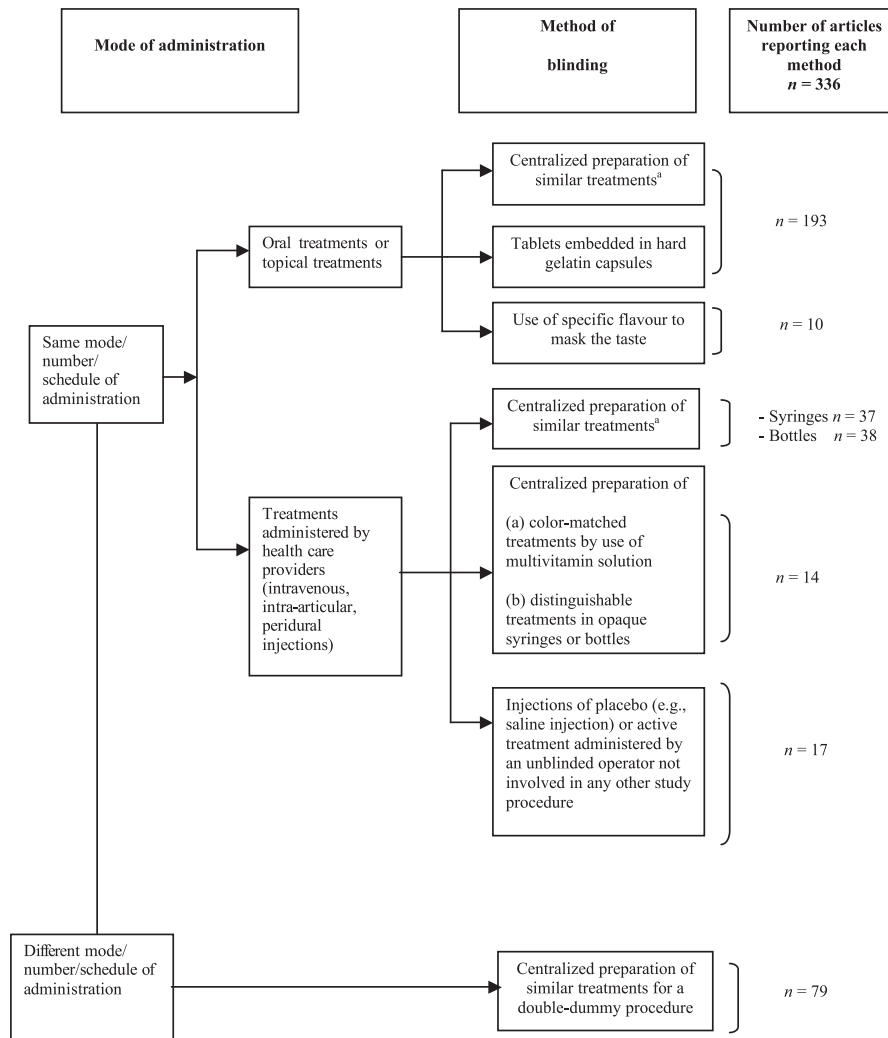 Mode of administration
Method of
blinding
Number of articles
reporting each
method
n = 336
Centralized preparation of
similar treatmentsa
Oral treatments or
topical treatments
Tablets embedded in hard
gelatin capsules
n = 193
Use of specific flavour to
mask the taste
n = 10
Same mode/
number/
schedule of
administration
Centralized preparation of
similar treatmentsa
- Syringes n = 37
- Bottles n = 38
Treatments
administered by
health care
providers
(intravenous,
intra-articular,
peridural
injections)
Centralized preparation of
(a) color-matched
treatments by use of
multivitamin solution
(b) distinguishable
treatments in opaque
syringes or bottles
n = 14
Injections of placebo (e.g.,
saline injection) or active
treatment administered by
an unblinded operator not
involved in any other study
procedure
n = 17
Different mode/
number/schedule of
administration
Centralized preparation of
similar treatments for a
double-dummy procedure
n = 79